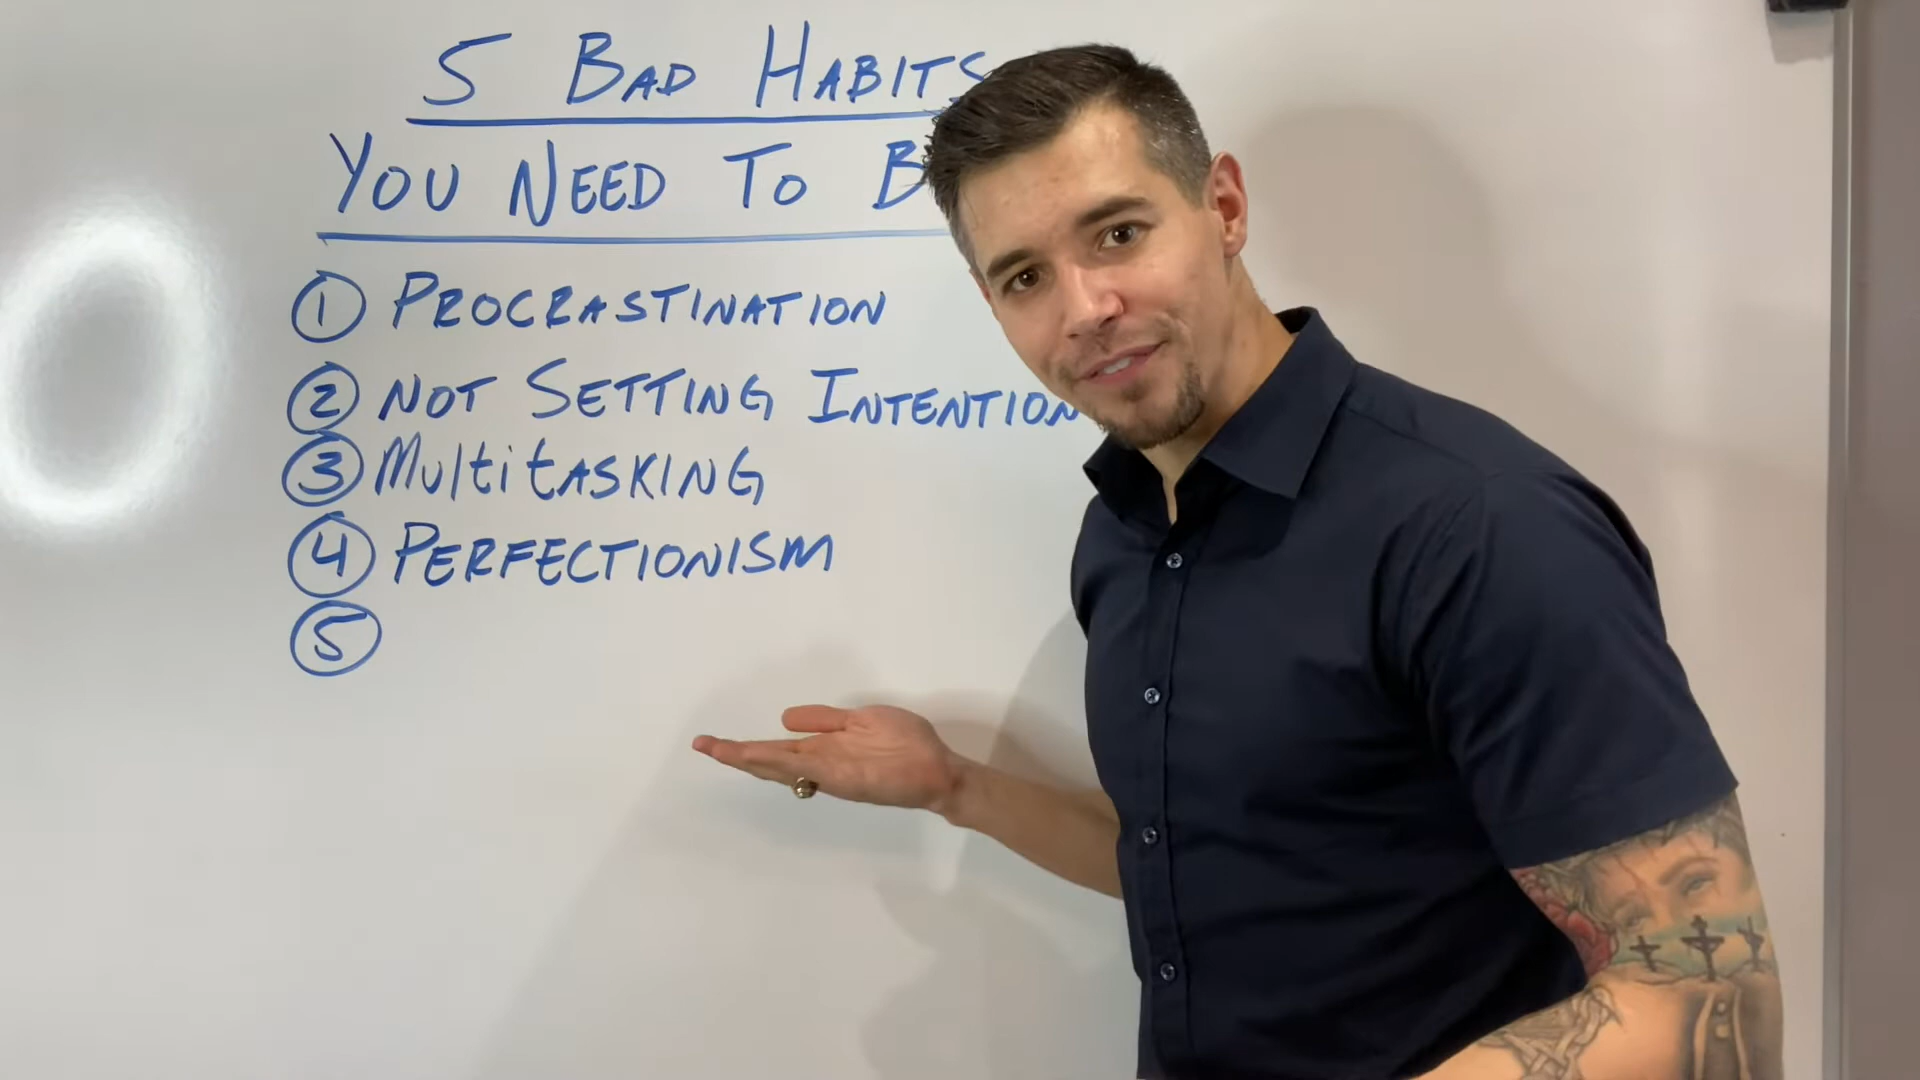 5 BAD HABITS
YOU NEED TO B
1 PROCRASTINATION
2 NOT SETTING INTENTION
3 MultitASKING
4 PERFECTIONISM
5